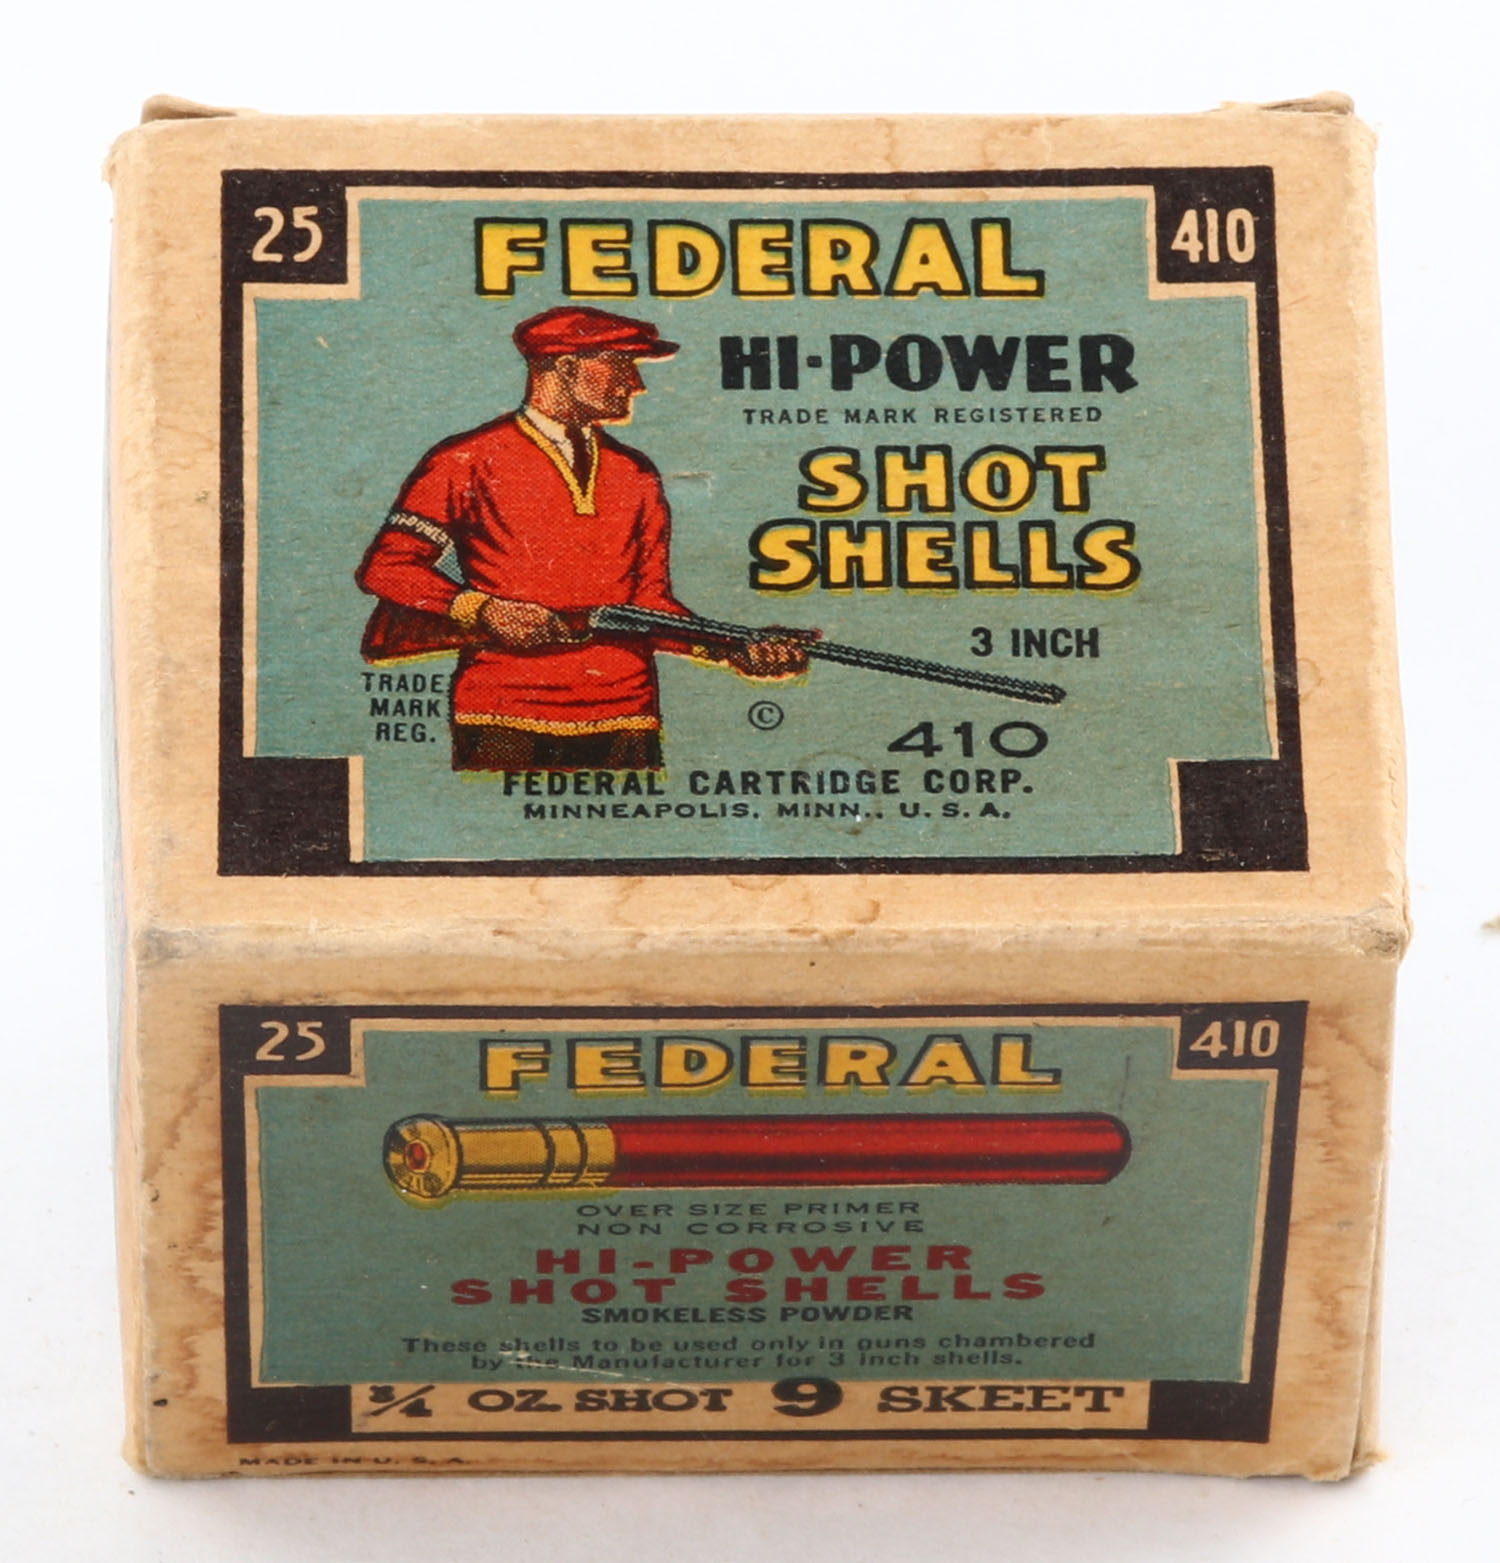 25
410
FEDERAL
HI-POWER
TRADE MARK REGISTERED
SHOT
SHELLS
HI-POWER
3 INCH
TRADE
MARK
REG.
©
410
FEDERAL CARTRIDGE CORP.
MINNEAPOLIS, MINN., U.S.A.
25
410
FEDERAL
OVER SIZE PRIMER
NON CORROSIVE
HI-POWER
SHOT SHELLS
SMOKELESS POWDER
These shells to be used only in guns chambered
by the Manufacturer for 3 inch shells.
3/4 OZ. SHOT 9 SKEET
MADE IN U.S.A.